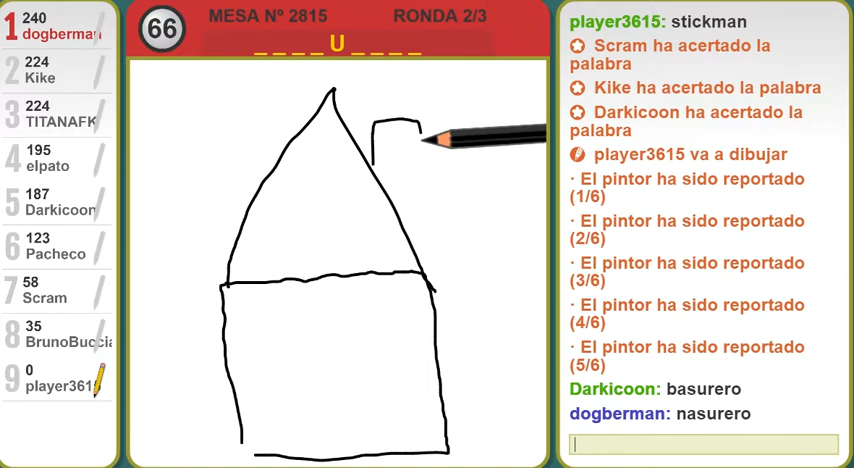 1 240
dogberman
2 224
Kike
3 224
TITANAFK
4 195
elpato
5 187
Darkicoon
6 123
Pacheco
7 58
Scram
8 35
BrunoBuccia
9 0
player361
66
MESA Nº 2815 RONDA 2/3
_ _ _ _ U _ _ _ _
player3615: stickman
Scram ha acertado la
palabra
Kike ha acertado la palabra
Darkicoon ha acertado la
palabra
player3615 va a dibujar
· El pintor ha sido reportado
(1/6)
· El pintor ha sido reportado
(2/6)
· El pintor ha sido reportado
(3/6)
· El pintor ha sido reportado
(4/6)
· El pintor ha sido reportado
(5/6)
Darkicoon: basurero
dogberman: nasurero